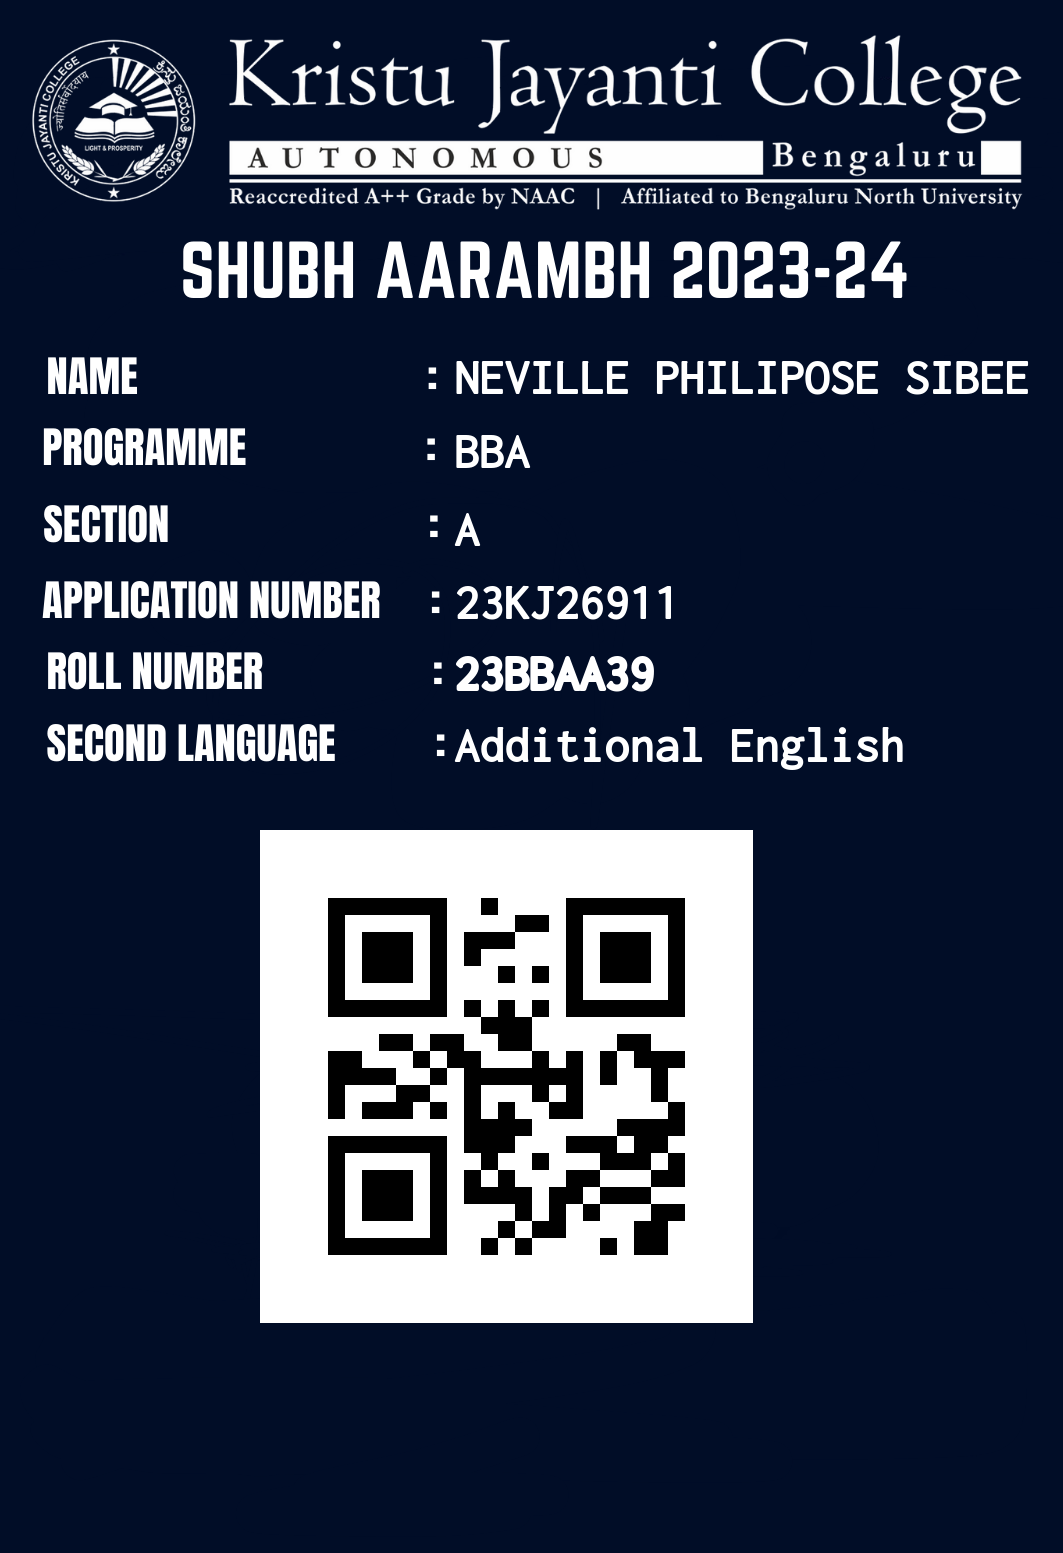 KRISTU JAYANTI COLLEGE
ಕ್ರಿಸ್ತು ಜಯಂತಿ ಕಾಲೇಜು
LIGHT & PROSPERITY
Kristu Jayanti College
AUTONOMOUS Bengaluru
Reaccredited A++ Grade by NAAC | Affiliated to Bengaluru North University
SHUBH AARAMBH 2023-24
NAME : NEVILLE PHILIPOSE SIBEE
PROGRAMME : BBA
SECTION : A
APPLICATION NUMBER : 23KJ26911
ROLL NUMBER : 23BBAA39
SECOND LANGUAGE : Additional English